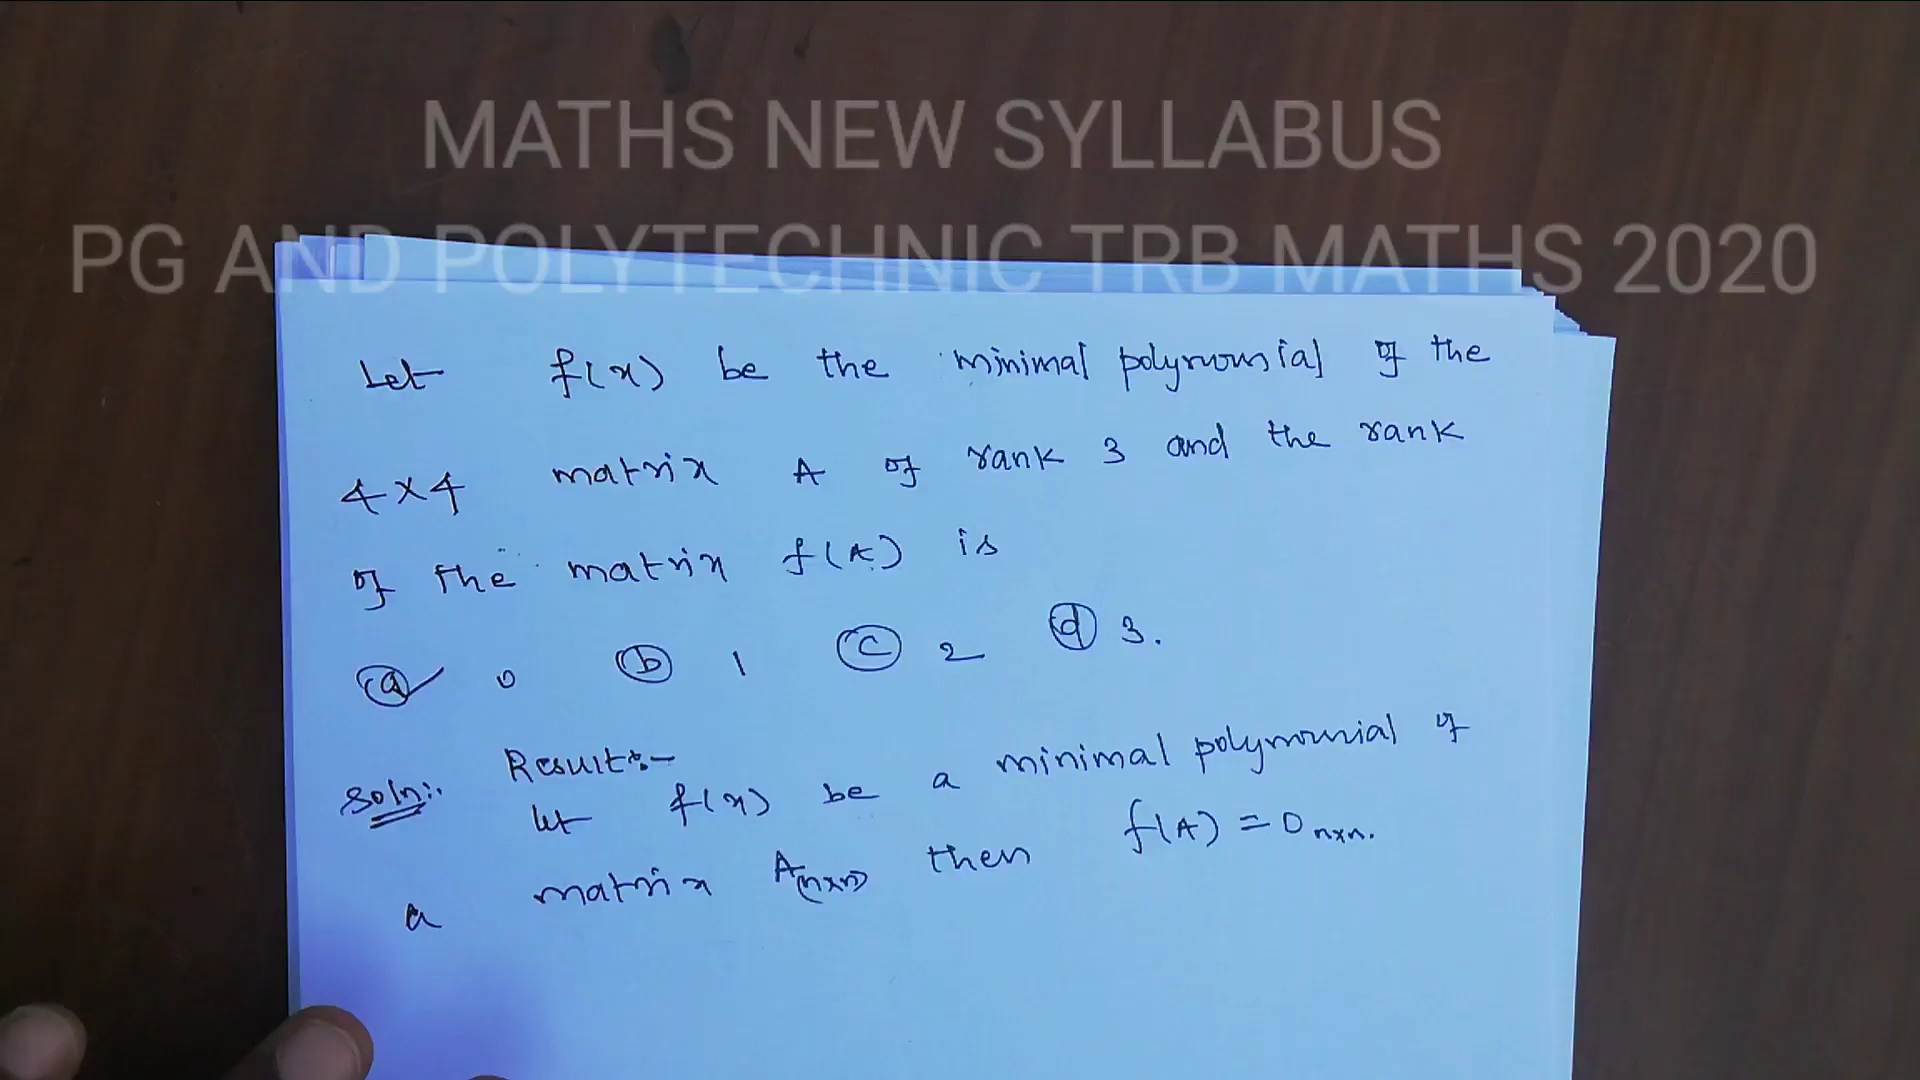 MATHS NEW SYLLABUS
PG AND POLYTECHNIC TRB MATHS 2020
Let f(x) be the minimal polynomial of the
4×4 matrix A of rank 3 and the rank
of the matrix f(A) is
(a) ✓ 0 (b) 1 (c) 2 (d) 3.
Soln:. Result:-
let f(x) be a minimal polynomial of
a matrix A(n×n) then f(A) = 0 n×n.